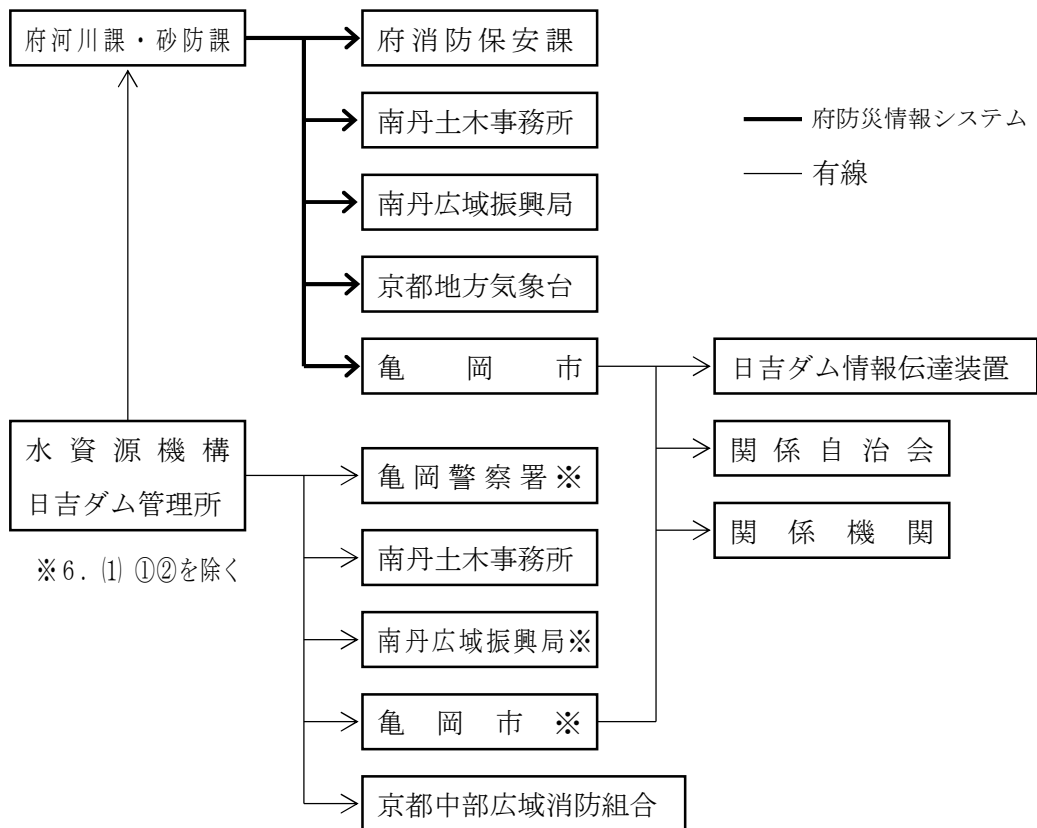 府河川課・砂防課
府消防保安課
南丹土木事務所
府防災情報システム
有線
南丹広域振興局
京都地方気象台
亀岡市
日吉ダム情報伝達装置
水資源機構
日吉ダム管理所
関係自治会
亀岡警察署※
関係機関
南丹土木事務所
※6. (1) ①②を除く
南丹広域振興局※
亀岡市※
京都中部広域消防組合